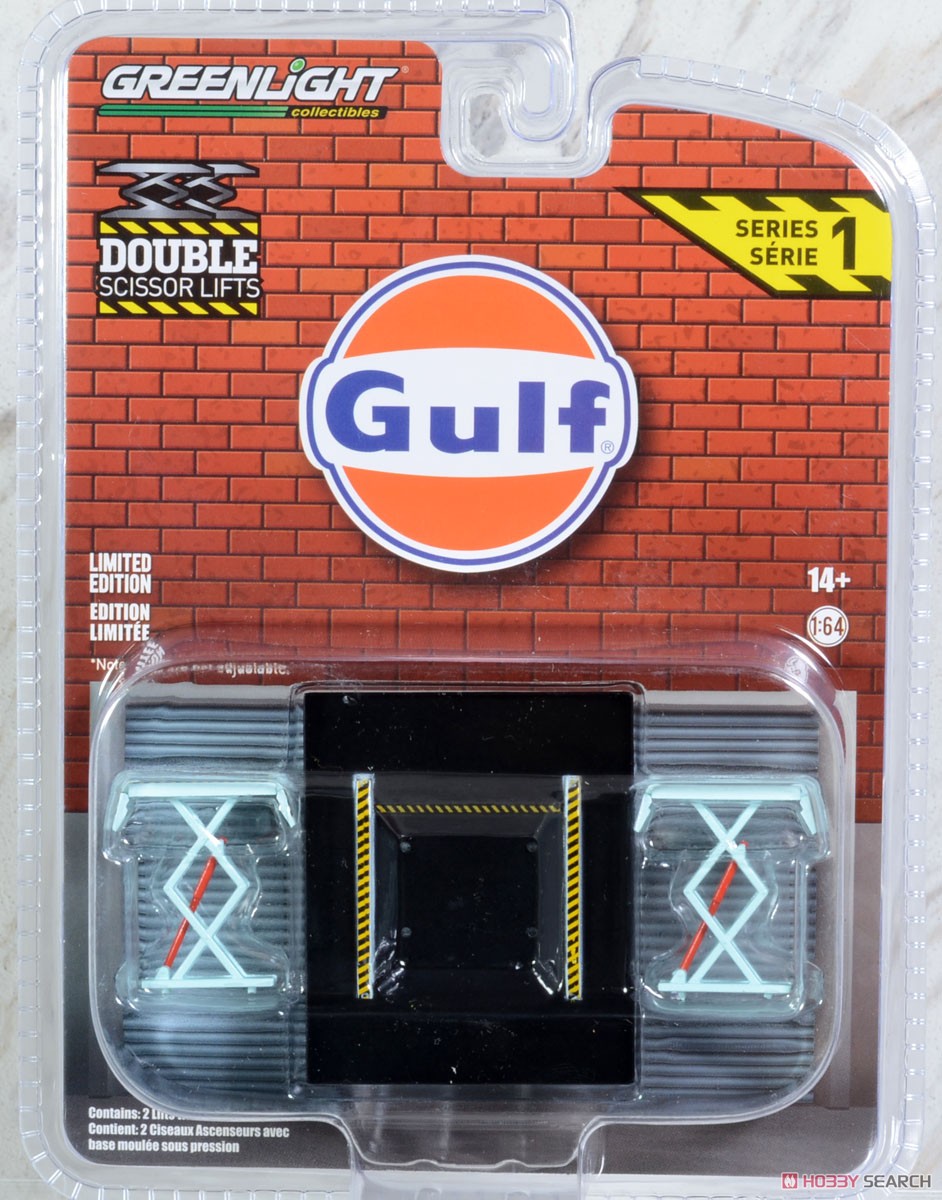 GREENLIGHT®
collectibles
DOUBLE
SCISSOR LIFTS
SERIES 1
SÉRIE
Gulf®
LIMITED
EDITION
EDITION
LIMITÉE
14+
1:64
adjustable.
Contains: 2
Contient: 2 Ciseaux Ascenseurs avec
base moulée sous pression
HOBBY SEARCH